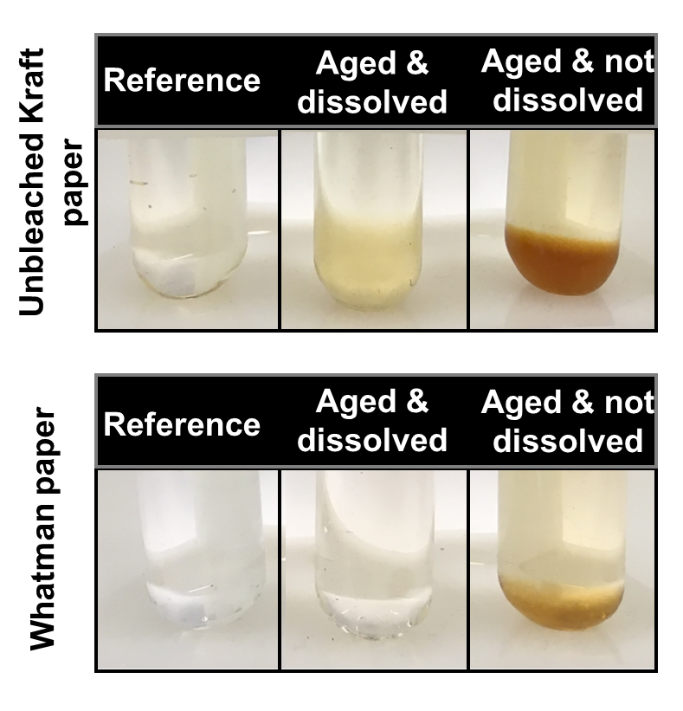 Unbleached Kraft
paper
Reference
Aged &
dissolved
Aged & not
dissolved
Whatman paper
Reference
Aged &
dissolved
Aged & not
dissolved